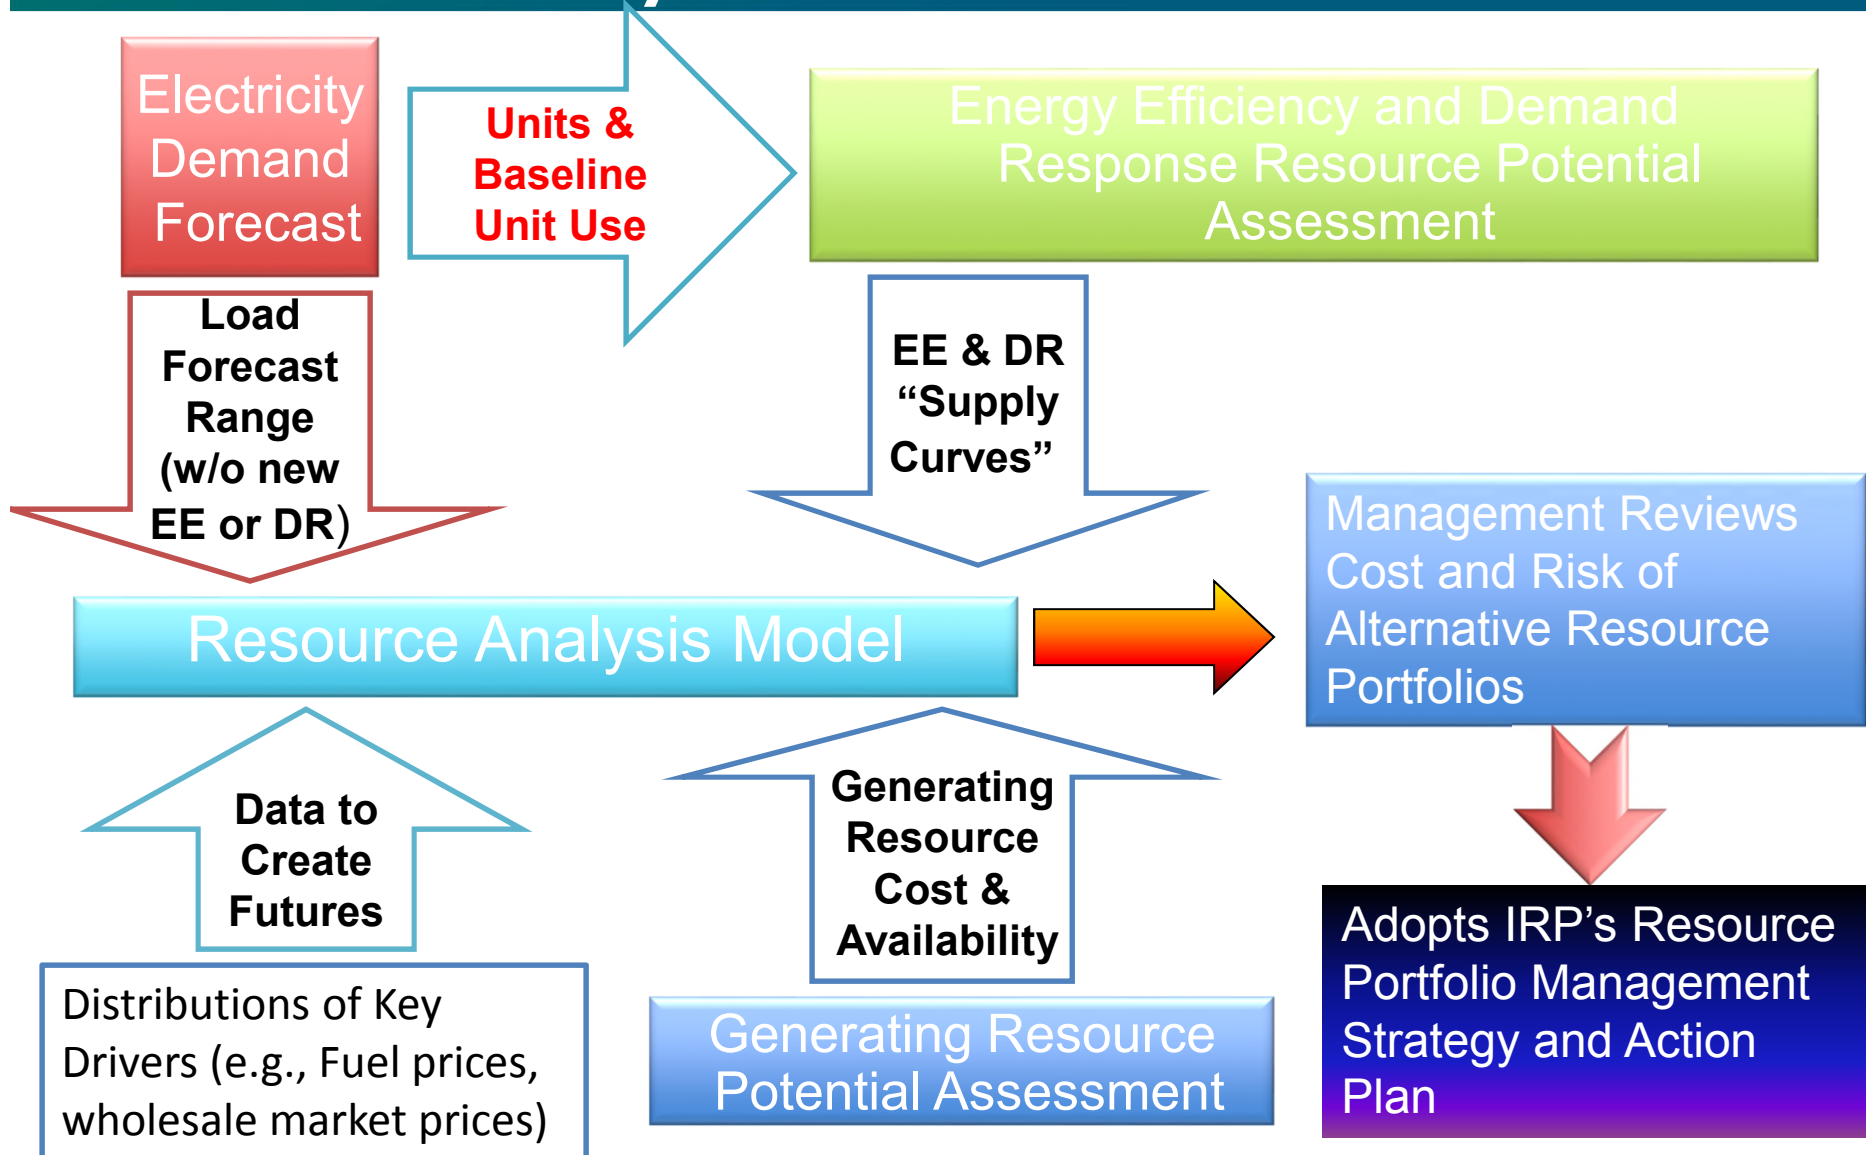 Electricity
Demand
Forecast
Units &
Baseline
Unit Use
Energy Efficiency and Demand
Response Resource Potential
Assessment
Load
Forecast
Range
(w/o new
EE or DR)
EE & DR
“Supply
Curves”
Resource Analysis Model
Management Reviews
Cost and Risk of
Alternative Resource
Portfolios
Data to
Create
Futures
Generating
Resource
Cost &
Availability
Distributions of Key
Drivers (e.g., Fuel prices,
wholesale market prices)
Generating Resource
Potential Assessment
Adopts IRP’s Resource
Portfolio Management
Strategy and Action
Plan